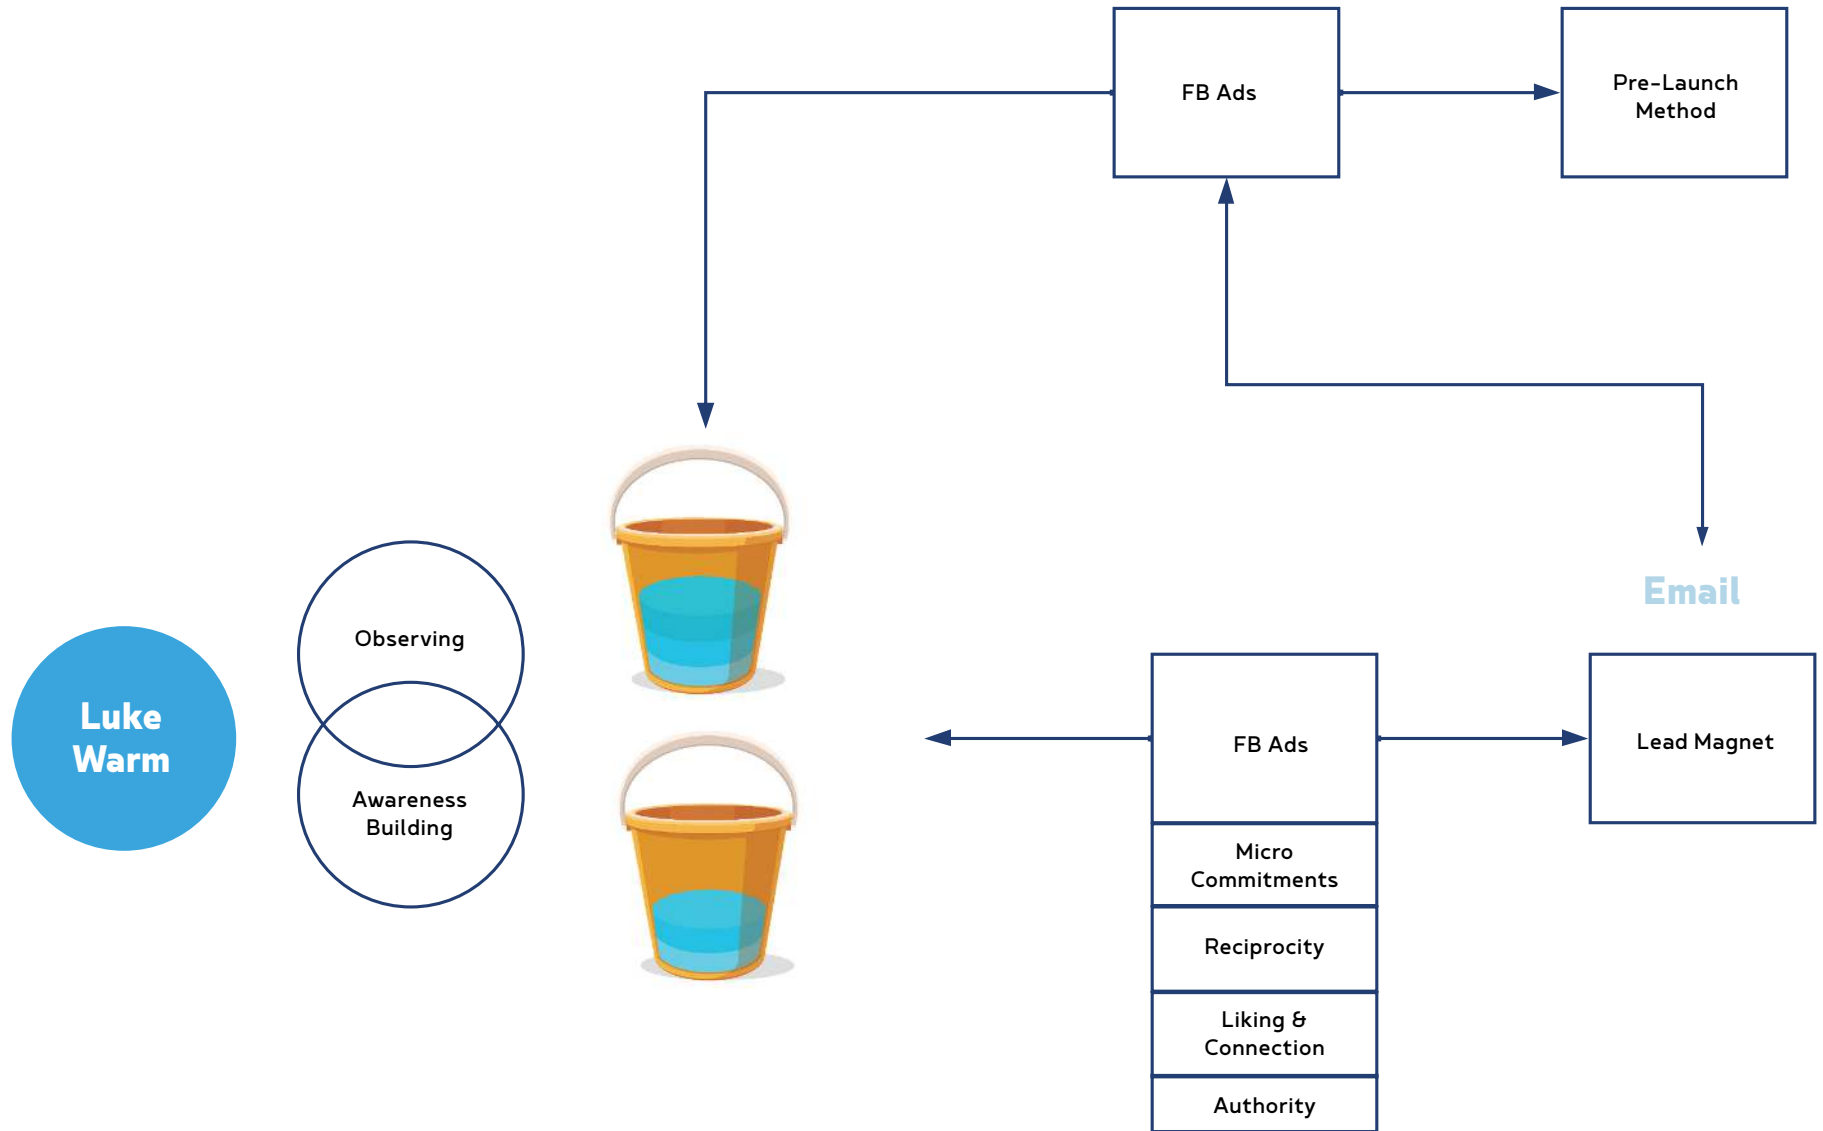 FB Ads
Pre-Launch
Method
Email
Observing
Luke
Warm
Awareness
Building
FB Ads
Lead Magnet
Micro
Commitments
Reciprocity
Liking &
Connection
Authority